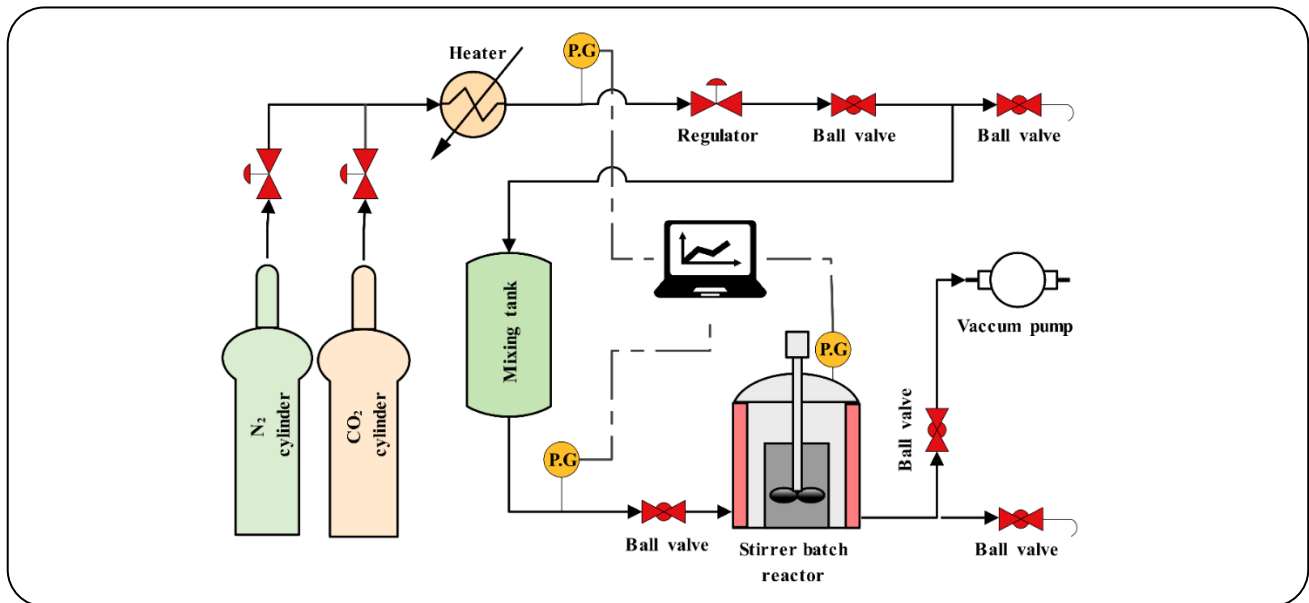 Heater
P.G
Regulator
Ball valve
Ball valve
Mixing tank
Vaccum pump
P.G
N₂
cylinder
CO₂
cylinder
Ball valve
P.G
Ball valve
Stirrer batch
reactor
Ball valve